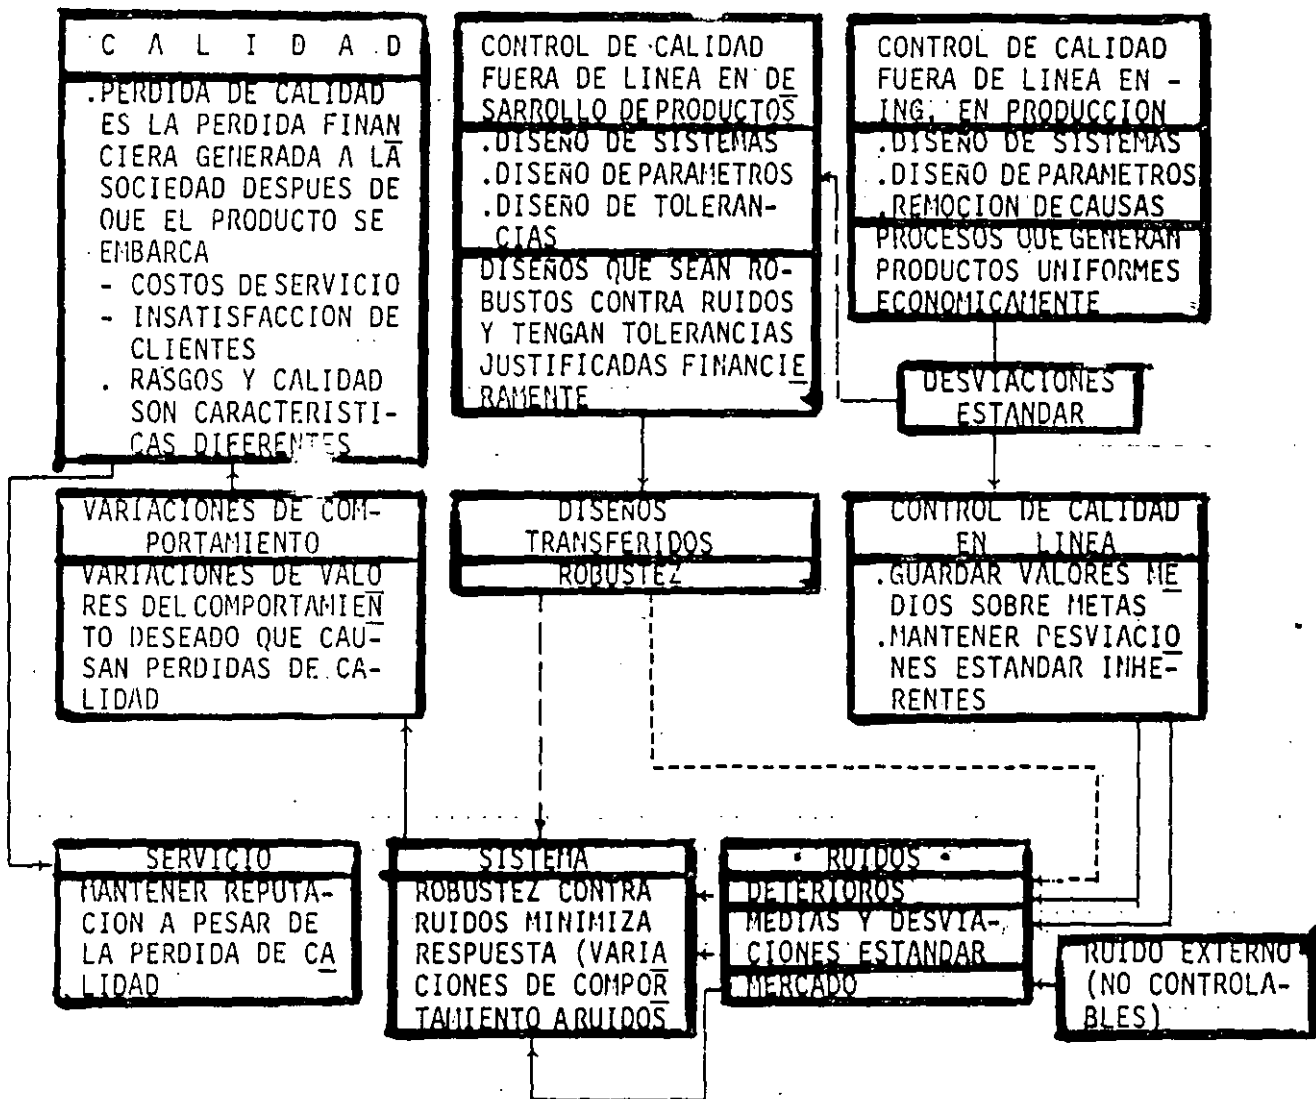 C A L I D A D
.PERDIDA DE CALIDAD
ES LA PERDIDA FINAN
CIERA GENERADA A LA
SOCIEDAD DESPUES DE
QUE EL PRODUCTO SE
EMBARCA
- COSTOS DE SERVICIO
- INSATISFACCION DE
CLIENTES
. RASGOS Y CALIDAD
SON CARACTERISTI-
CAS DIFERENTES
CONTROL DE CALIDAD
FUERA DE LINEA EN DE
SARROLLO DE PRODUCTOS
.DISEÑO DE SISTEMAS
.DISEÑO DE PARAMETROS
.DISEÑO DE TOLERAN-
CIAS
DISEÑOS QUE SEAN RO-
BUSTOS CONTRA RUIDOS
Y TENGAN TOLERANCIAS
JUSTIFICADAS FINANCIE
RAMENTE
CONTROL DE CALIDAD
FUERA DE LINEA EN -
ING. EN PRODUCCION
.DISEÑO DE SISTEMAS
.DISEÑO DE PARAMETROS
.REMOCION DE CAUSAS
PROCESOS QUE GENERAN
PRODUCTOS UNIFORMES
ECONOMICAMENTE
DESVIACIONES
ESTANDAR
VARIACIONES DE COM-
PORTAMIENTO
VARIACIONES DE VALO
RES DEL COMPORTAMIEN
TO DESEADO QUE CAU-
SAN PERDIDAS DE CA-
LIDAD
DISEÑOS
TRANSFERIDOS
ROBUSTEZ
CONTROL DE CALIDAD
EN LINEA
.GUARDAR VALORES ME
DIOS SOBRE METAS
.MANTENER DESVIACIO
NES ESTANDAR INHE-
RENTES
SERVICIO
MANTENER REPUTA-
CION A PESAR DE
LA PERDIDA DE CA
LIDAD
SISTEMA
ROBUSTEZ CONTRA
RUIDOS MINIMIZA
RESPUESTA (VARIA
CIONES DE COMPOR
TAMIENTO A RUIDOS
RUIDOS
DETERIOROS
MEDIAS Y DESVIA-
CIONES ESTANDAR
MERCADO
RUIDO EXTERNO
(NO CONTROLA-
BLES)